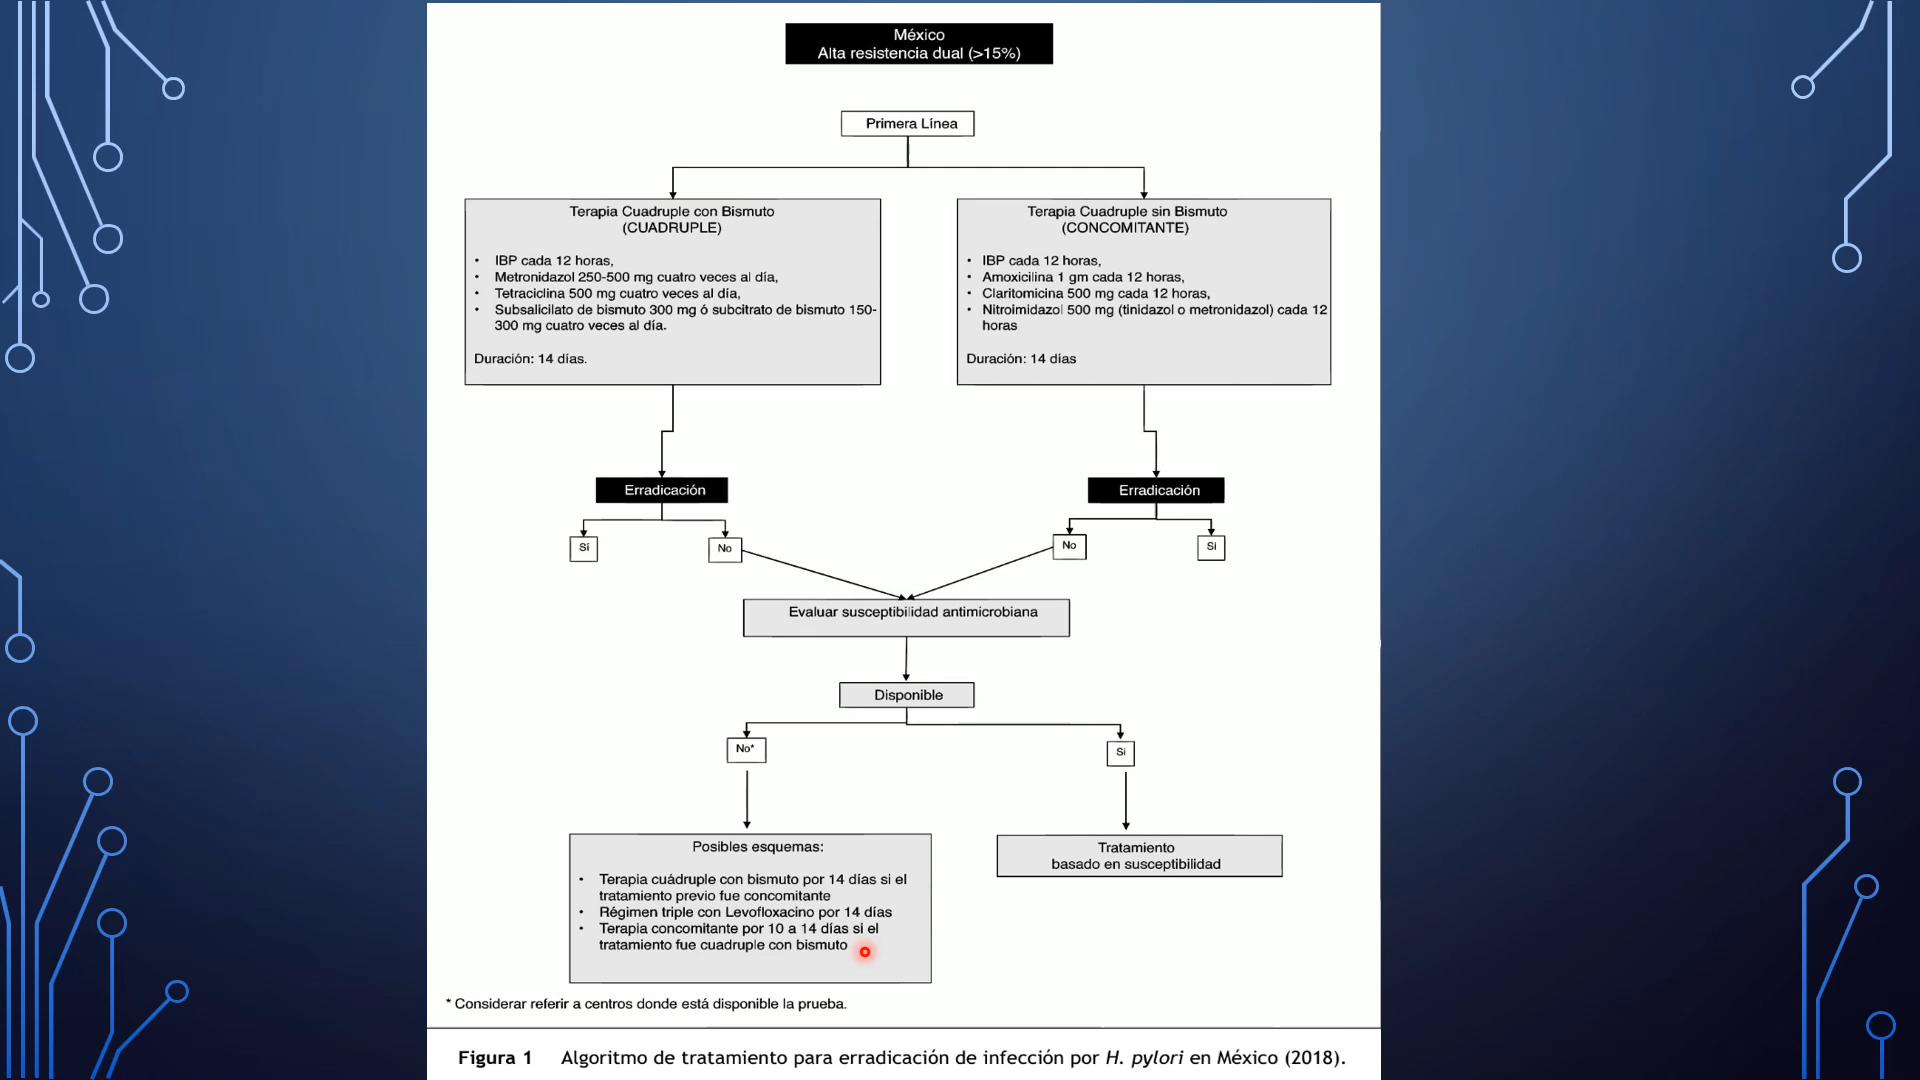 México
Alta resistencia dual (>15%)
Primera Línea
Terapia Cuadruple con Bismuto
(CUADRUPLE)
• IBP cada 12 horas,
• Metronidazol 250-500 mg cuatro veces al día,
• Tetraciclina 500 mg cuatro veces al día,
• Subsalicilato de bismuto 300 mg ó subcitrato de bismuto 150-
300 mg cuatro veces al día.
Duración: 14 días.
Terapia Cuadruple sin Bismuto
(CONCOMITANTE)
• IBP cada 12 horas,
• Amoxicilina 1 gm cada 12 horas,
• Claritomicina 500 mg cada 12 horas,
• Nitroimidazol 500 mg (tinidazol o metronidazol) cada 12
horas
Duración: 14 días
Erradicación
Sí
No
Erradicación
No
Si
Evaluar susceptibilidad antimicrobiana
Disponible
No*
Si
Posibles esquemas:
• Terapia cuádruple con bismuto por 14 días si el
tratamiento previo fue concomitante
• Régimen triple con Levofloxacino por 14 días
• Terapia concomitante por 10 a 14 días si el
tratamiento fue cuadruple con bismuto
Tratamiento
basado en susceptibilidad
* Considerar referir a centros donde está disponible la prueba.
Figura 1 Algoritmo de tratamiento para erradicación de infección por H. pylori en México (2018).